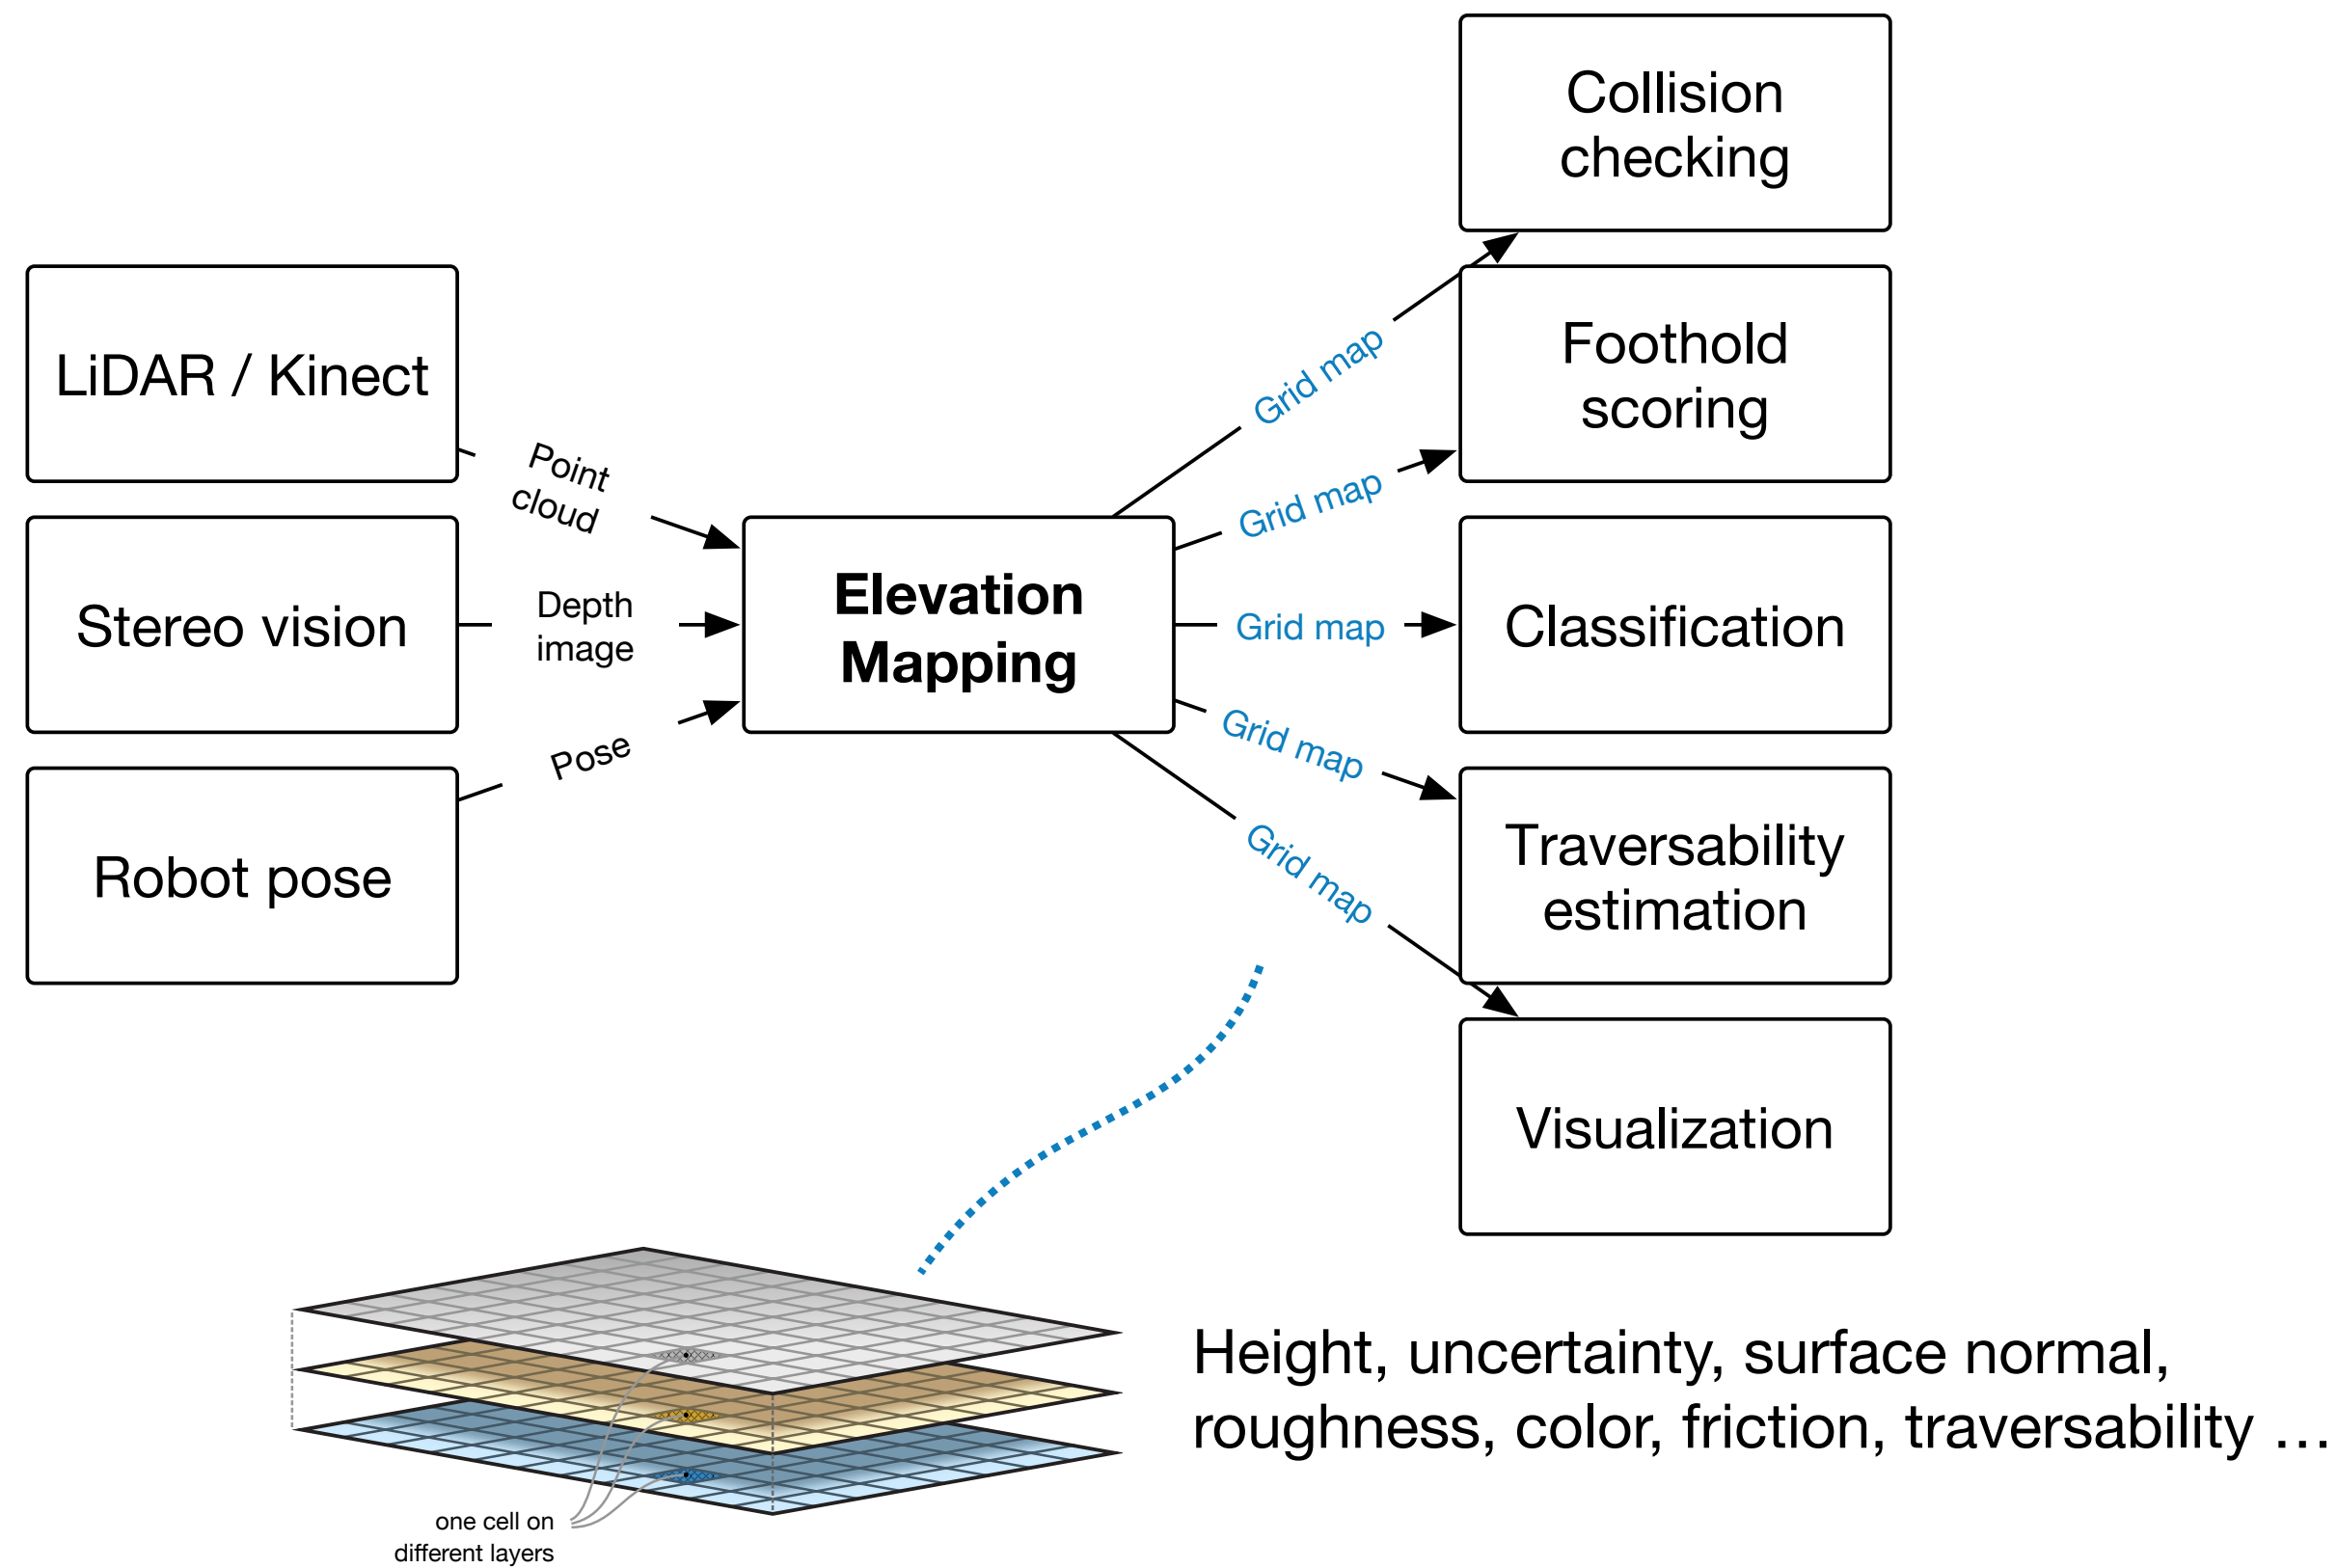 Collision
checking
LiDAR / Kinect
Foothold
scoring
Point
cloud
Grid map
Grid map
Stereo vision
Depth
image
Elevation
Mapping
Grid map
Classification
Pose
Grid map
Robot pose
Traversability
estimation
Grid map
Visualization
Height, uncertainty, surface normal,
roughness, color, friction, traversability …
one cell on
different layers